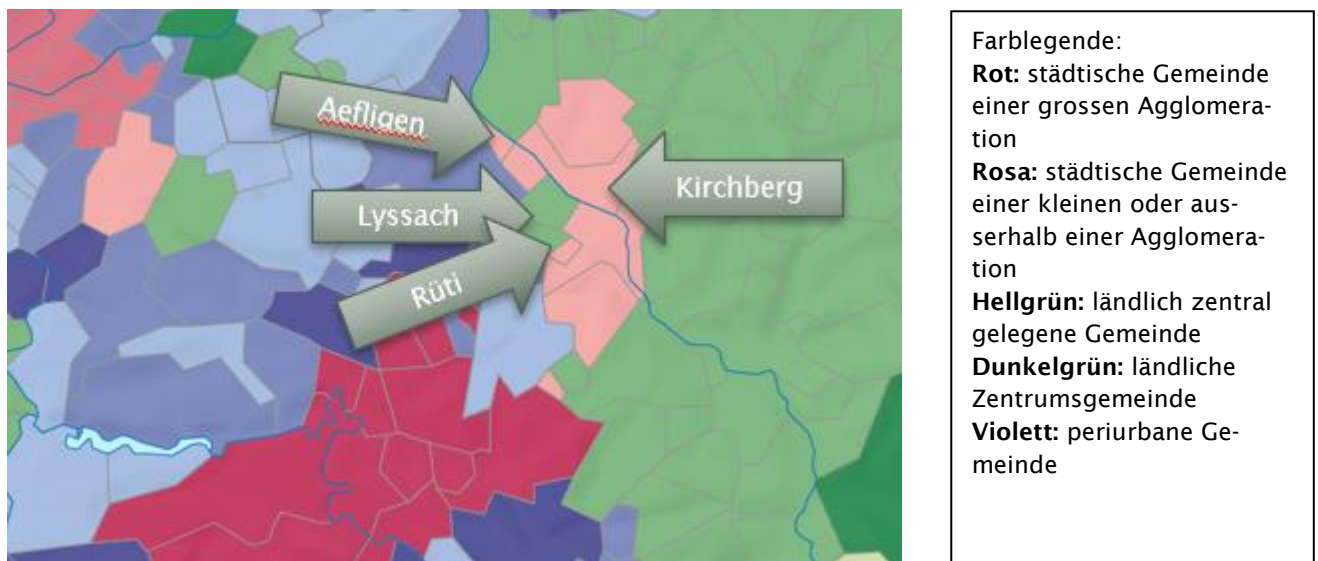 Aefligen
Lyssach
Rüti
Kirchberg
Farblegende:
Rot: städtische Gemeinde
einer grossen Agglomera-
tion
Rosa: städtische Gemeinde
einer kleinen oder aus-
serhalb einer Agglomera-
tion
Hellgrün: ländlich zentral
gelegene Gemeinde
Dunkelgrün: ländliche
Zentrumsgemeinde
Violett: periurbane Ge-
meinde